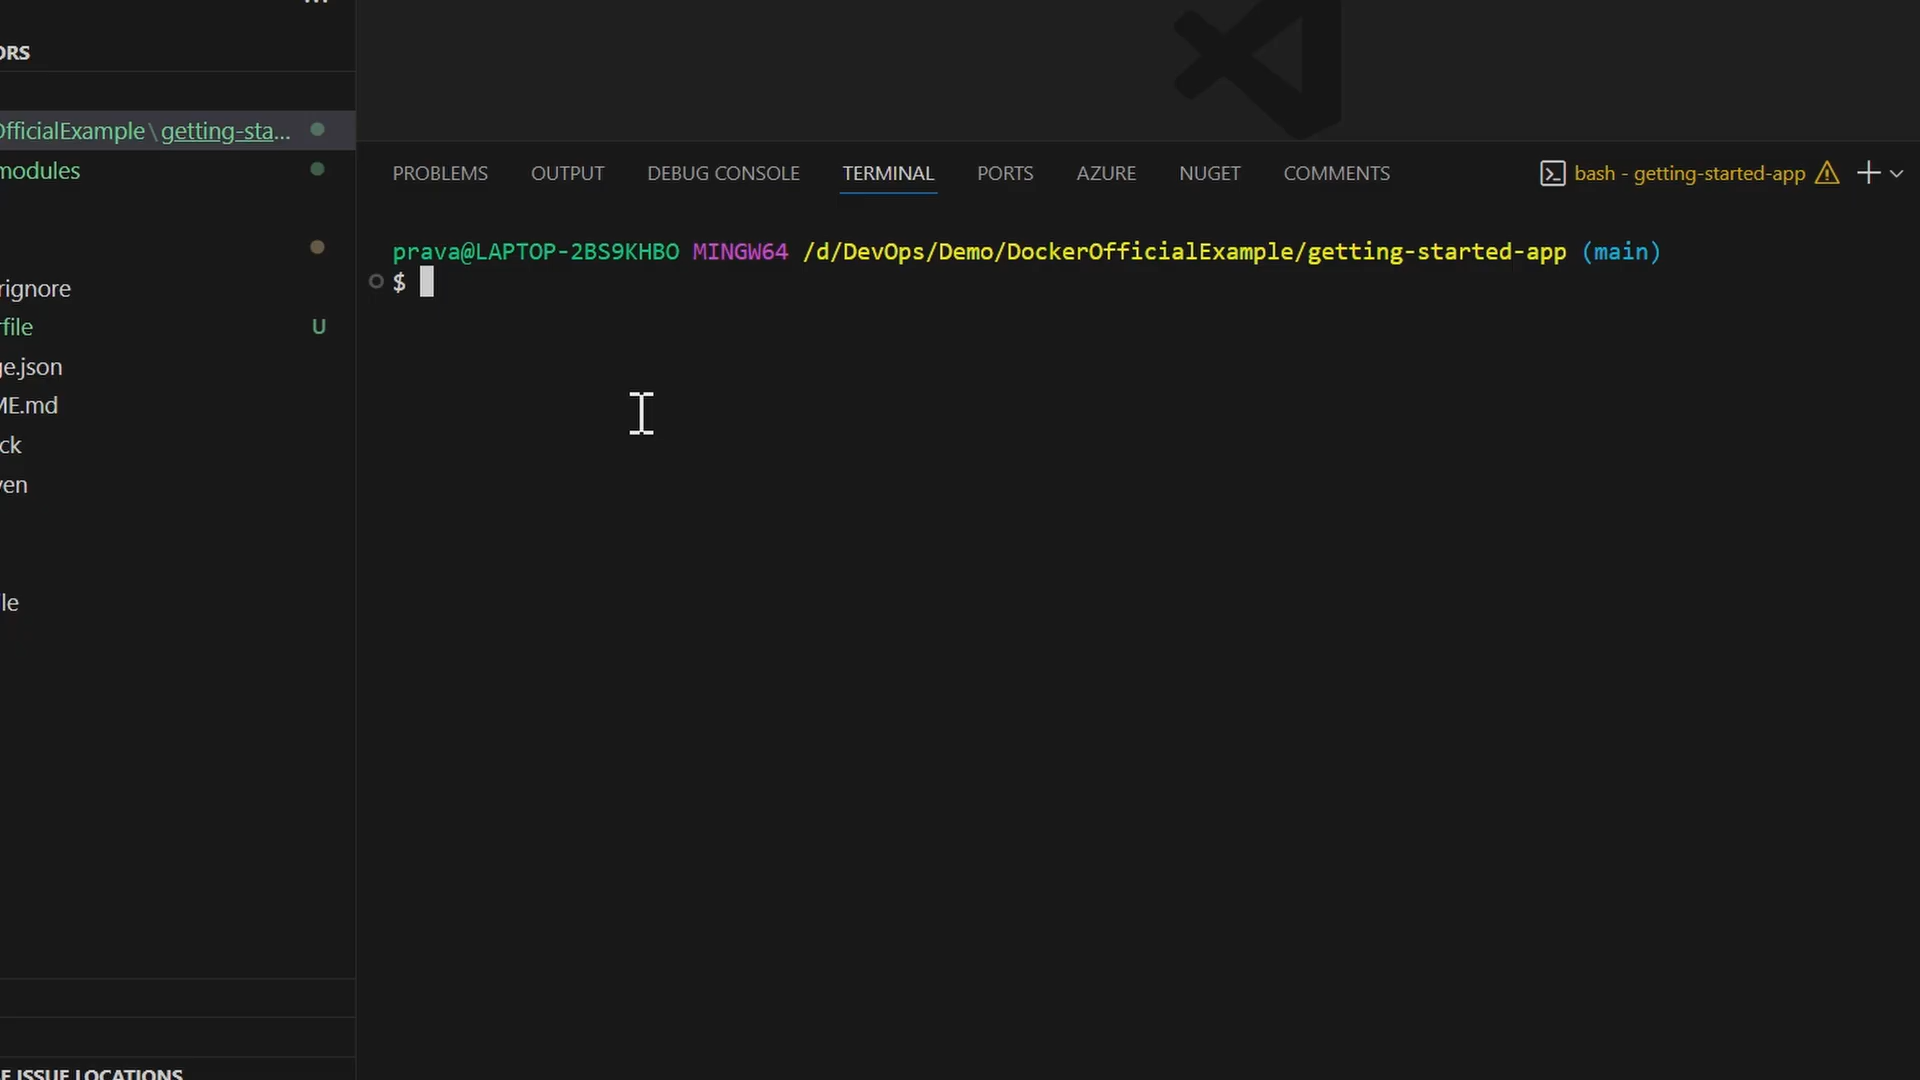 ORS
OfficialExample\getting-sta...
modules
rignore
rfile U
ge.json
ME.md
ck
ven
le
E ISSUE LOCATIONS
PROBLEMS OUTPUT DEBUG CONSOLE TERMINAL PORTS AZURE NUGET COMMENTS bash - getting-started-app
prava@LAPTOP-2BS9KHBO MINGW64 /d/DevOps/Demo/DockerOfficialExample/getting-started-app (main)
$